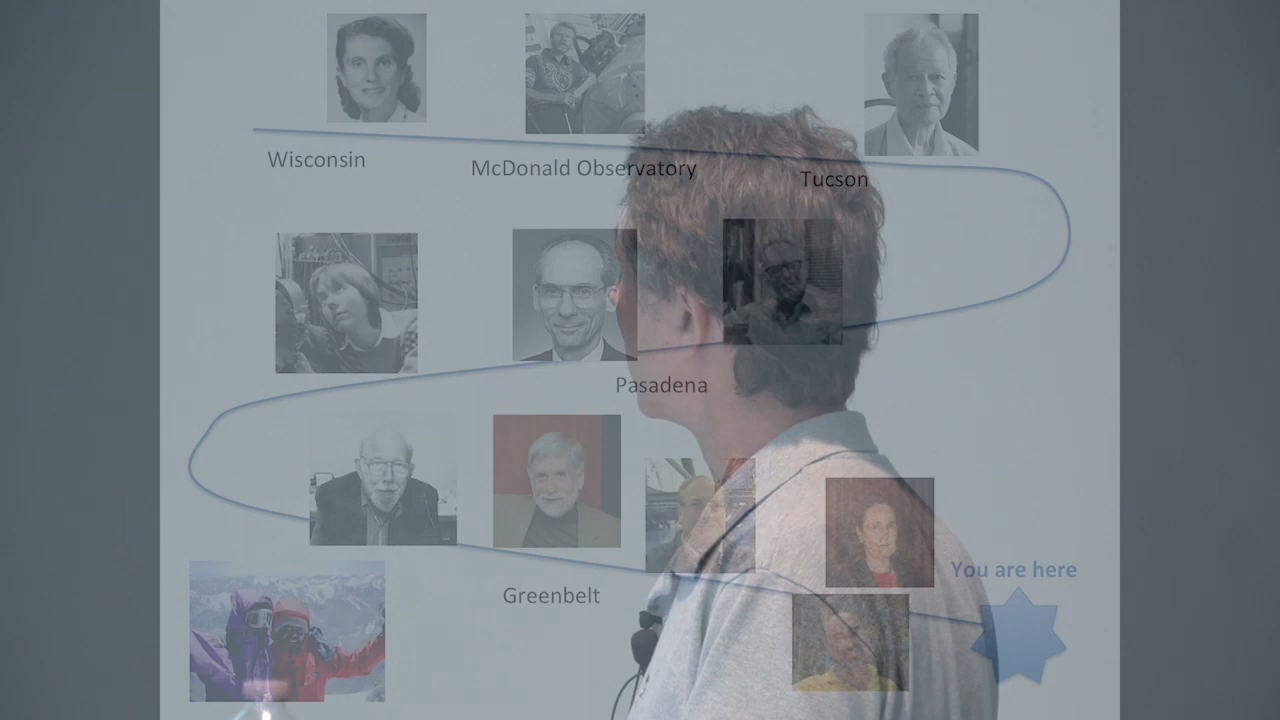 Wisconsin
McDonald Observatory
Tucson
Pasadena
Greenbelt
You are here